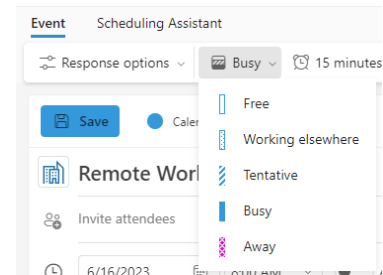 Event Scheduling Assistant
Response options Busy 15 minutes
Free
Save
Working elsewhere
Remote
Tentative
Invite attendees
Busy
Away
6/16/2023